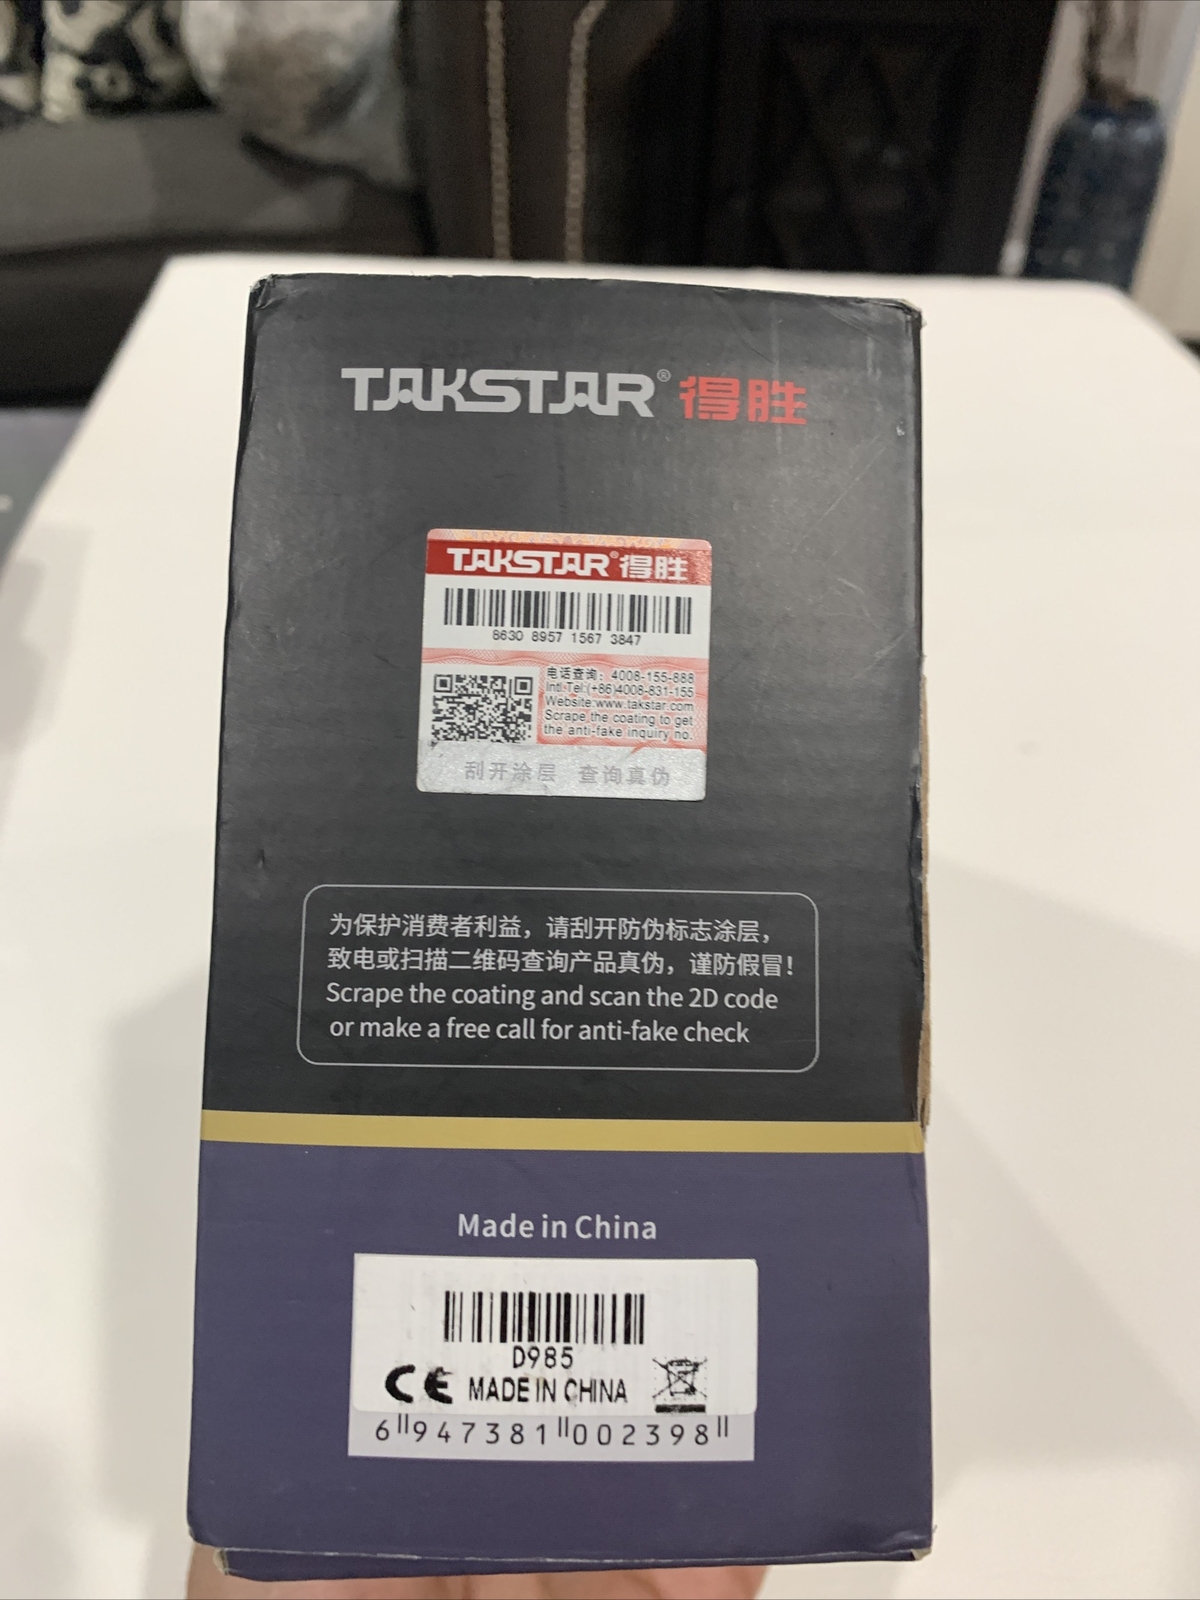 TAKSTAR® 得胜
TAKSTAR® 得胜
8630 8957 1567 3847
电话查询：4008-155-888
Intl Tel:(+86)4008-831-155
Website:www.takstar.com
Scrape the coating to get
the anti-fake inquiry no.
刮开涂层 查询真伪
为保护消费者利益，请刮开防伪标志涂层，
致电或扫描二维码查询产品真伪，谨防假冒！
Scrape the coating and scan the 2D code
or make a free call for anti-fake check
Made in China
D985
CE MADE IN CHINA
6 947381 002398